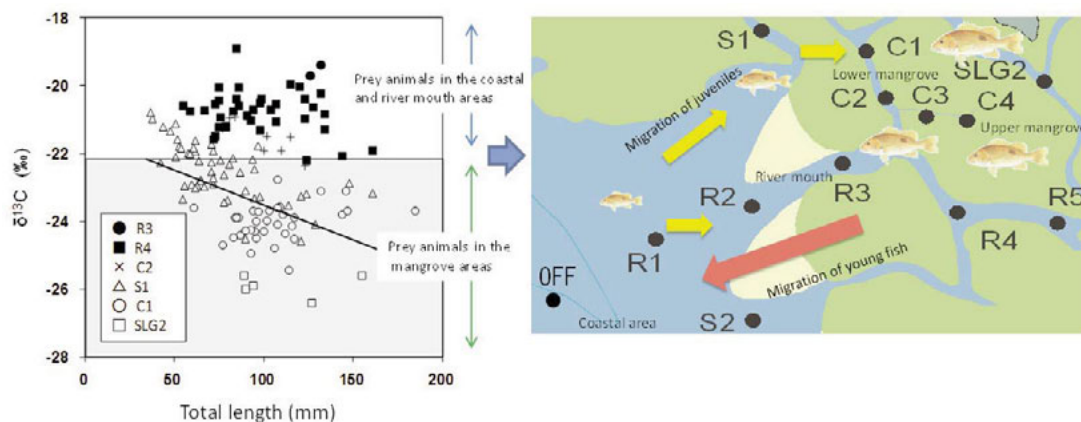 -18
-20
-22
-24
-26
-28
δ¹³C (‰)
R3
R4
C2
S1
C1
SLG2
0 50 100 150 200
Total length (mm)
Prey animals in the coastal
and river mouth areas
Prey animals in the
mangrove areas
S1
C1
Lower mangrove
SLG2
C2
C3
C4
Upper mangrove
Migration of juveniles
River mouth
R2
R3
R5
R4
R1
Migration of young fish
OFF
Coastal area
S2